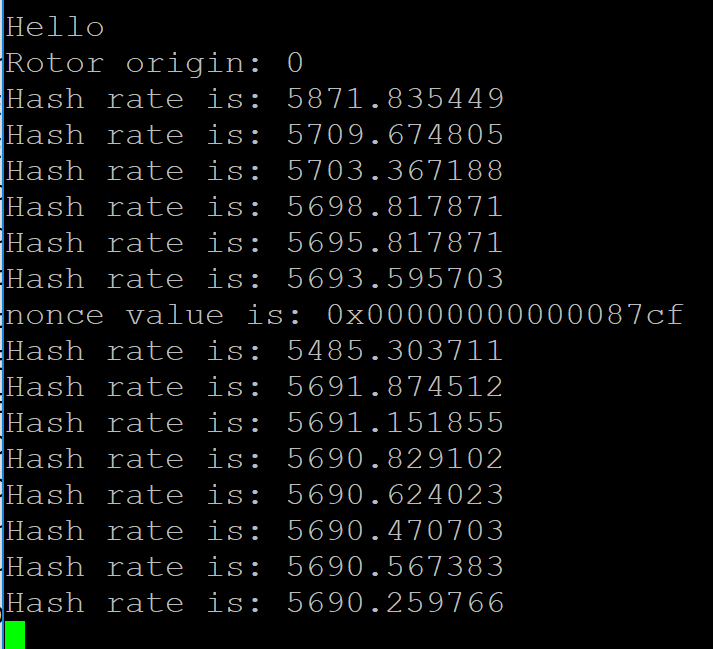 Hello
Rotor origin: 0
Hash rate is: 5871.835449
Hash rate is: 5709.674805
Hash rate is: 5703.367188
Hash rate is: 5698.817871
Hash rate is: 5695.817871
Hash rate is: 5693.595703
nonce value is: 0x00000000000087cf
Hash rate is: 5485.303711
Hash rate is: 5691.874512
Hash rate is: 5691.151855
Hash rate is: 5690.829102
Hash rate is: 5690.624023
Hash rate is: 5690.470703
Hash rate is: 5690.567383
Hash rate is: 5690.259766